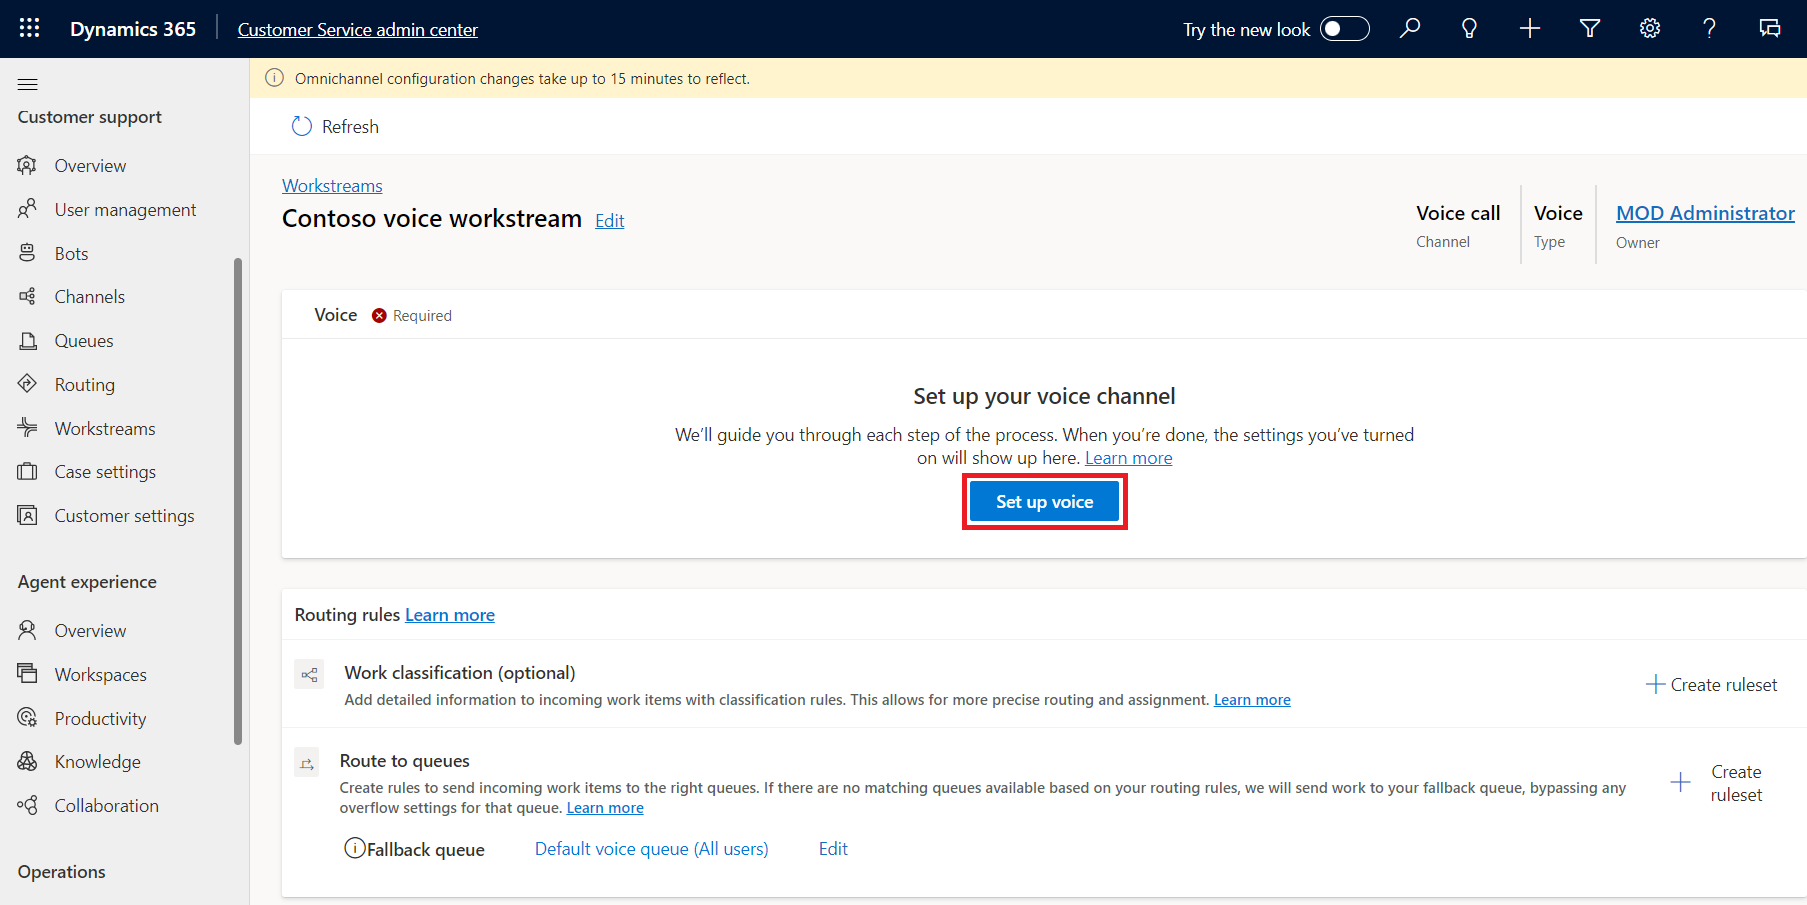 Dynamics 365
Customer Service admin center
Try the new look
Omnichannel configuration changes take up to 15 minutes to reflect.
Refresh
Customer support
Overview
User management
Bots
Channels
Queues
Routing
Workstreams
Case settings
Customer settings
Agent experience
Overview
Workspaces
Productivity
Knowledge
Collaboration
Operations
Workstreams
Contoso voice workstream Edit
Voice call
Channel
Voice
Type
MOD Administrator
Owner
Voice Required
Set up your voice channel
We'll guide you through each step of the process. When you're done, the settings you've turned
on will show up here. Learn more
Set up voice
Routing rules Learn more
Work classification (optional)
Add detailed information to incoming work items with classification rules. This allows for more precise routing and assignment. Learn more
Create ruleset
Route to queues
Create rules to send incoming work items to the right queues. If there are no matching queues available based on your routing rules, we will send work to your fallback queue, bypassing any
overflow settings for that queue. Learn more
Create
ruleset
Fallback queue Default voice queue (All users) Edit